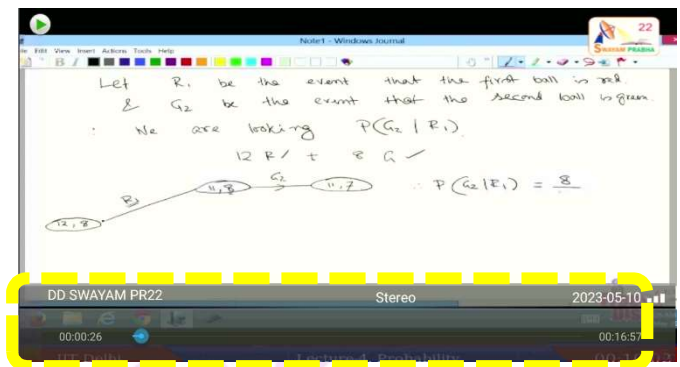 22
SWAYAM PRABHA
Note1 - Windows Journal
File Edit View Insert Actions Tools Help
Let R1 be the event that the first ball is red.
& G2 be the event that the second ball is green.
: We are looking P(G2 | R1).
12 R ✓ + 8 G ✓
R1
11, 8
G2
11, 7
∴ P(G2|R1) = 8
12, 8
DD SWAYAM PR22
Stereo
2023-05-10
00:00:26
00:16:57
IIT Delhi
Lecture 4 Probability